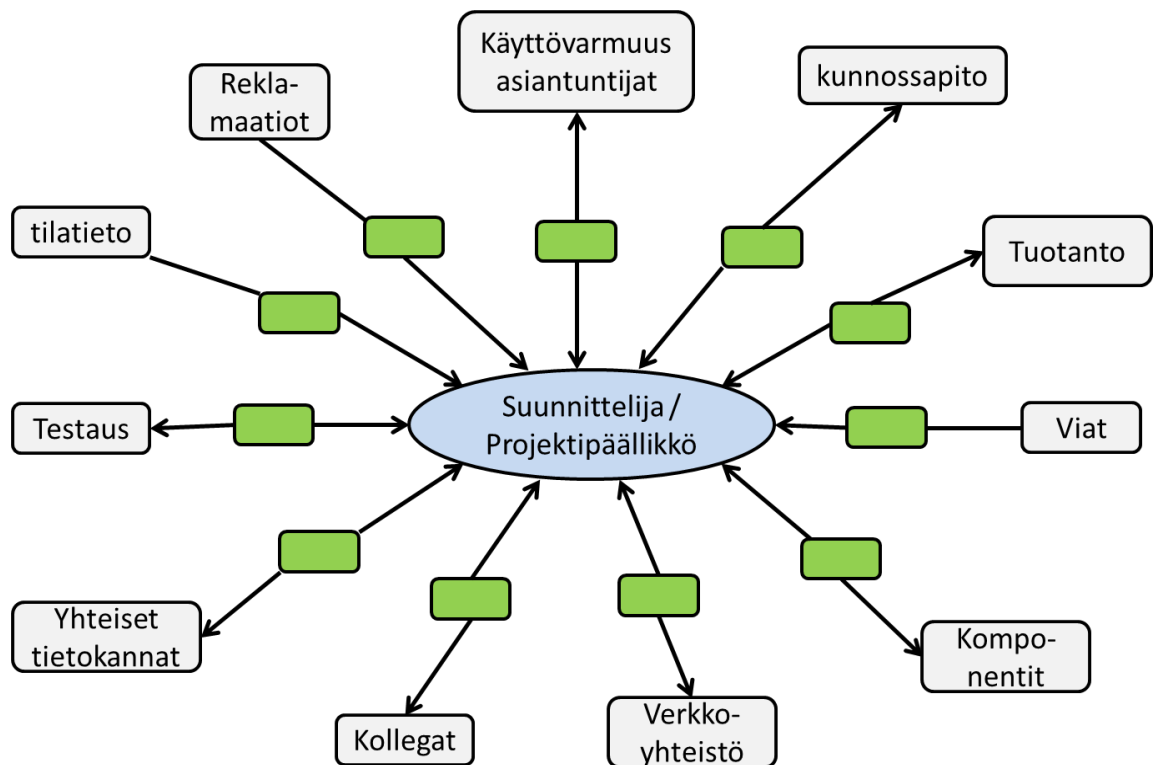 Käyttövarmuus
asiantuntijat
kunnossapito
Rekla-
maatiot
tilatieto
Tuotanto
Testaus
Suunnittelija /
Projektipäällikkö
Viat
Yhteiset
tietokannat
Kompo-
nentit
Kollegat
Verkko-
yhteistö